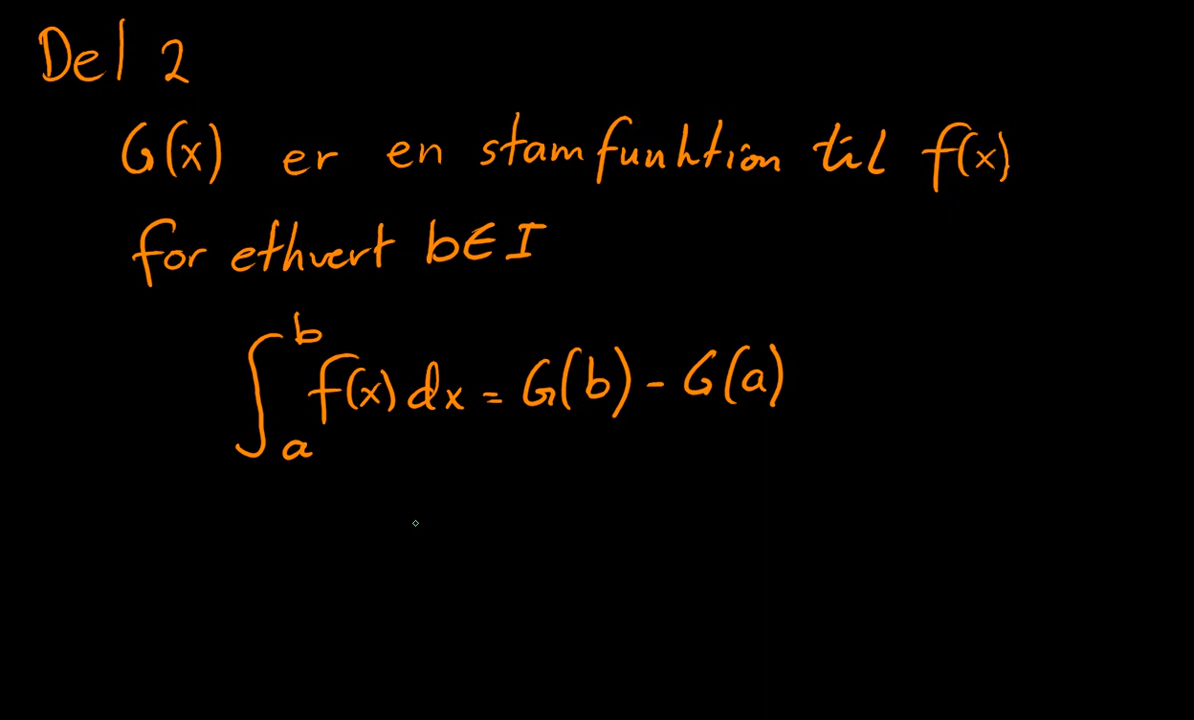 Del 2
G(x) er en stamfunktion til f(x)
for ethvert b∈I
∫_a^b f(x) dx = G(b) - G(a)